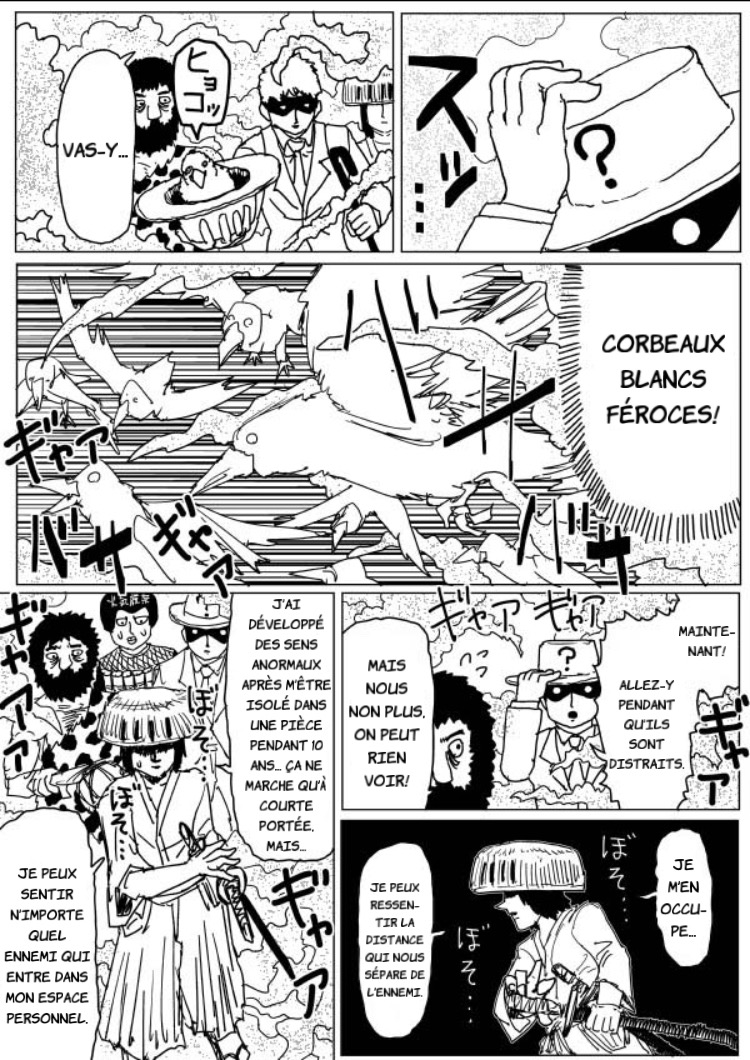 スッ…
?
VAS-Y...
ヒョコッ
CORBEAUX
BLANCS
FÉROCES!
バサ
ギャア
バサ
ギャア
バサ
MAINTE-
NANT!
ALLEZ-Y
PENDANT
QU'ILS
SONT
DISTRAITS.
?
ギャア
ギャア
ギャア
MAIS
NOUS
NON PLUS,
ON PEUT
RIEN
VOIR!
JE
M'EN
OCCU-
PE...
ぼそ…
ぼそ…
JE PEUX
RESSEN-
TIR LA
DISTANCE
QUI NOUS
SÉPARE DE
L'ENNEMI.
J'AI
DÉVELOPPÉ
DES SENS
ANORMAUX
APRÈS M'ÊTRE
ISOLÉ DANS
UNE PIÈCE
PENDANT 10
ANS... ÇA NE
MARCHE QU'À
COURTE
PORTÉE,
MAIS...
ギャアアア
ぼそ…
ぼそ…
ギャア
JE PEUX
SENTIR
N'IMPORTE
QUEL
ENNEMI QUI
ENTRE DANS
MON ESPACE
PERSONNEL.